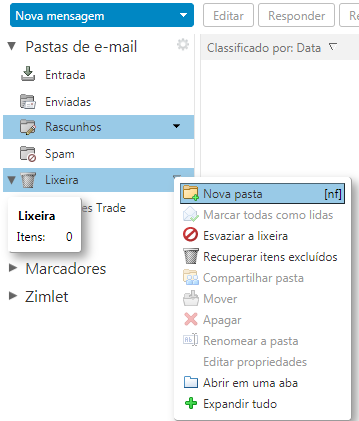 Nova mensagem
Editar
Responder
Re
Pastas de e-mail
Classificado por: Data
Entrada
Enviadas
Rascunhos
Spam
Lixeira
Lixeira
Itens: 0
es Trade
Marcadores
Zimlet
Nova pasta [nf]
Marcar todas como lidas
Esvaziar a lixeira
Recuperar itens excluídos
Compartilhar pasta
Mover
Apagar
Renomear a pasta
Editar propriedades
Abrir em uma aba
Expandir tudo